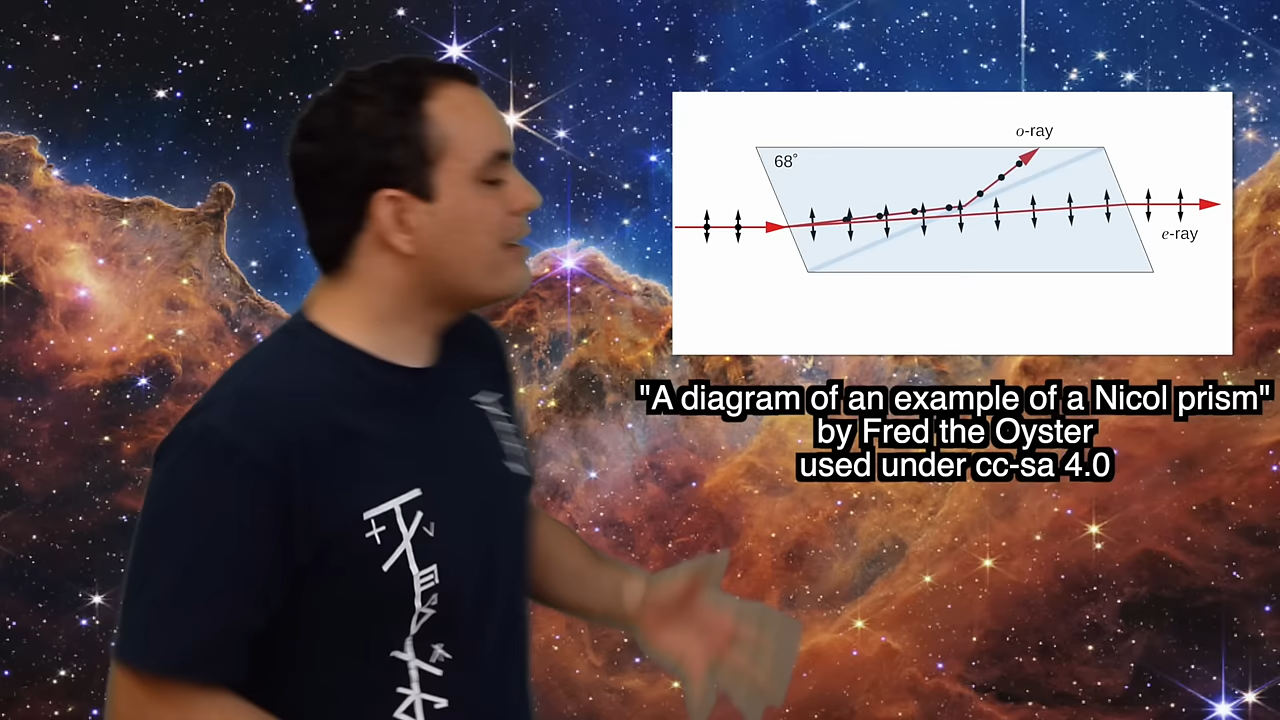 o-ray
68°
e-ray
"A diagram of an example of a Nicol prism"
by Fred the Oyster
used under cc-sa 4.0